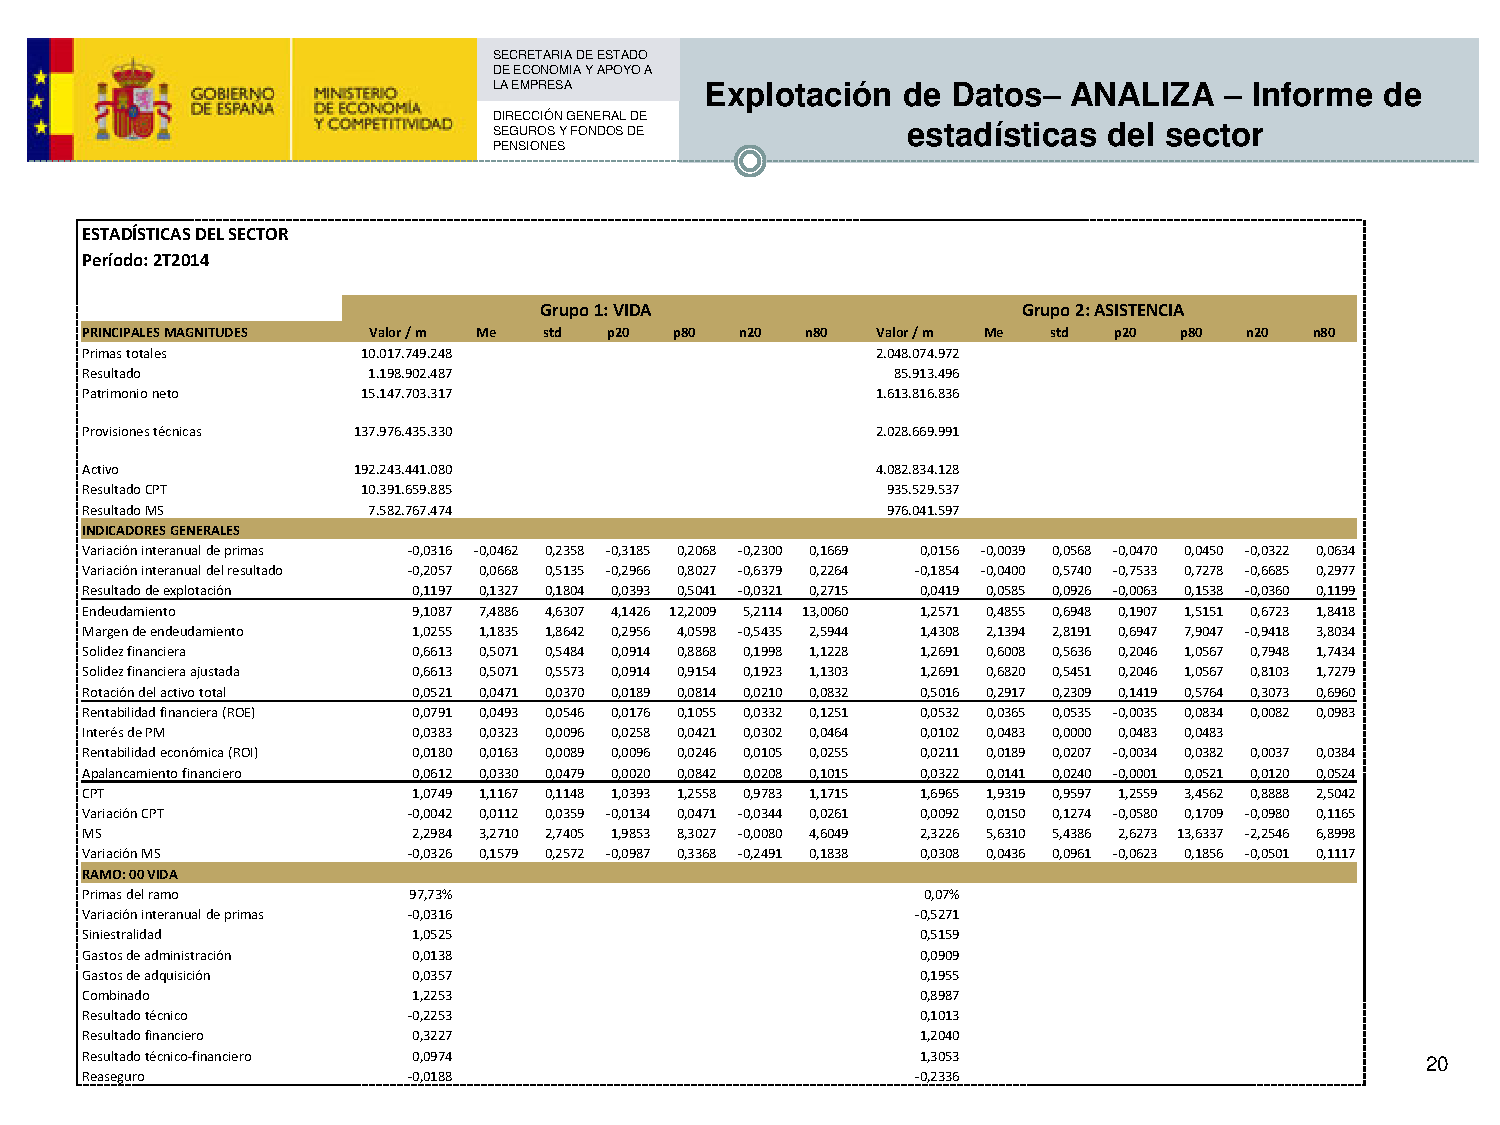 GOBIERNO
DE ESPAÑA
MINISTERIO
DE ECONOMÍA
Y COMPETITIVIDAD
SECRETARIA DE ESTADO
DE ECONOMIA Y APOYO A
LA EMPRESA
DIRECCIÓN GENERAL DE
SEGUROS Y FONDOS DE
PENSIONES
Explotación de Datos– ANALIZA – Informe de
estadísticas del sector
ESTADÍSTICAS DEL SECTOR
Período: 2T2014
Grupo 1: VIDA Grupo 2: ASISTENCIA
PRINCIPALES MAGNITUDES Valor / m Me std p20 p80 n20 n80 Valor / m Me std p20 p80 n20 n80
Primas totales 10.017.749.248 2.048.074.972
Resultado 1.198.902.487 85.913.496
Patrimonio neto 15.147.703.317 1.613.816.836
Provisiones técnicas 137.976.435.330 2.028.669.991
Activo 192.243.441.080 4.082.834.128
Resultado CPT 10.391.659.885 935.529.537
Resultado MS 7.582.767.474 976.041.597
INDICADORES GENERALES
Variación interanual de primas -0,0316 -0,0462 0,2358 -0,3185 0,2068 -0,2300 0,1669 0,0156 -0,0039 0,0568 -0,0470 0,0450 -0,0322 0,0634
Variación interanual del resultado -0,2057 0,0668 0,5135 -0,2966 0,8027 -0,6379 0,2264 -0,1854 -0,0400 0,5740 -0,7533 0,7278 -0,6685 0,2977
Resultado de explotación 0,1197 0,1327 0,1804 0,0393 0,5041 -0,0321 0,2715 0,0419 0,0585 0,0926 -0,0063 0,1538 -0,0360 0,1199
Endeudamiento 9,1087 7,4886 4,6307 4,1426 12,2009 5,2114 13,0060 1,2571 0,4855 0,6948 0,1907 1,5151 0,6723 1,8418
Margen de endeudamiento 1,0255 1,1835 1,8642 0,2956 4,0598 -0,5435 2,5944 1,4308 2,1394 2,8191 0,6947 7,9047 -0,9418 3,8034
Solidez financiera 0,6613 0,5071 0,5484 0,0914 0,8868 0,1998 1,1228 1,2691 0,6008 0,5636 0,2046 1,0567 0,7948 1,7434
Solidez financiera ajustada 0,6613 0,5071 0,5573 0,0914 0,9154 0,1923 1,1303 1,2691 0,6820 0,5451 0,2046 1,0567 0,8103 1,7279
Rotación del activo total 0,0521 0,0471 0,0370 0,0189 0,0814 0,0210 0,0832 0,5016 0,2917 0,2309 0,1419 0,5764 0,3073 0,6960
Rentabilidad financiera (ROE) 0,0791 0,0493 0,0546 0,0176 0,1055 0,0332 0,1251 0,0532 0,0365 0,0535 -0,0035 0,0834 0,0082 0,0983
Interés de PM 0,0383 0,0323 0,0096 0,0258 0,0421 0,0302 0,0464 0,0102 0,0483 0,0000 0,0483 0,0483
Rentabilidad económica (ROI) 0,0180 0,0163 0,0089 0,0096 0,0246 0,0105 0,0255 0,0211 0,0189 0,0207 -0,0034 0,0382 0,0037 0,0384
Apalancamiento financiero 0,0612 0,0330 0,0479 0,0020 0,0842 0,0208 0,1015 0,0322 0,0141 0,0240 -0,0001 0,0521 0,0120 0,0524
CPT 1,0749 1,1167 0,1148 1,0393 1,2558 0,9783 1,1715 1,6965 1,9319 0,9597 1,2559 3,4562 0,8888 2,5042
Variación CPT -0,0042 0,0112 0,0359 -0,0134 0,0471 -0,0344 0,0261 0,0092 0,0150 0,1274 -0,0580 0,1709 -0,0980 0,1165
MS 2,2984 3,2710 2,7405 1,9853 8,3027 -0,0080 4,6049 2,3226 5,6310 5,4386 2,6273 13,6337 -2,2546 6,8998
Variación MS -0,0326 0,1579 0,2572 -0,0987 0,3368 -0,2491 0,1838 0,0308 0,0436 0,0961 -0,0623 0,1856 -0,0501 0,1117
RAMO: 00 VIDA
Primas del ramo 97,73% 0,07%
Variación interanual de primas -0,0316 -0,5271
Siniestralidad 1,0525 0,5159
Gastos de administración 0,0138 0,0909
Gastos de adquisición 0,0357 0,1955
Combinado 1,2253 0,8987
Resultado técnico -0,2253 0,1013
Resultado financiero 0,3227 1,2040
Resultado técnico-financiero 0,0974 1,3053
Reaseguro -0,0188 -0,2336
20